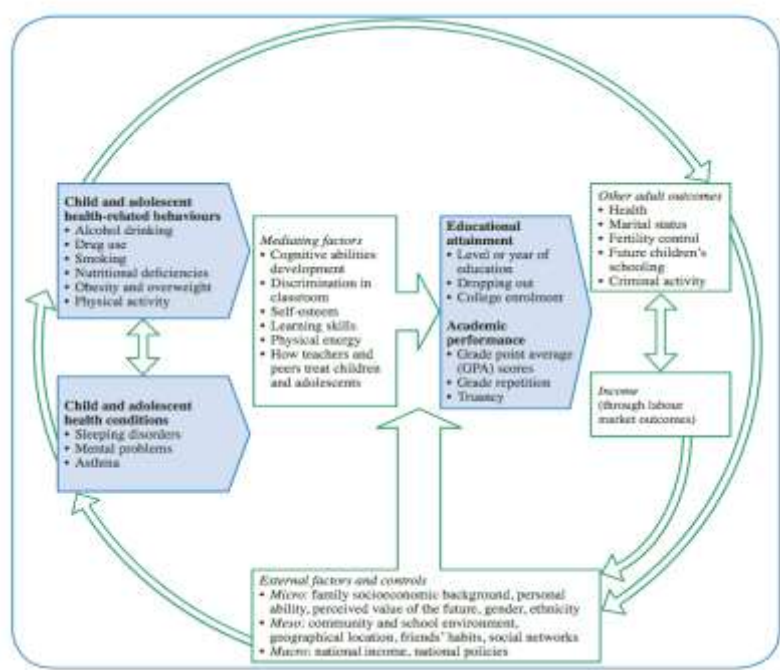 Child and adolescent
health-related behaviours
• Alcohol drinking
• Drug use
• Smoking
• Nutritional deficiencies
• Obesity and overweight
• Physical activity
Child and adolescent
health conditions
• Sleeping disorders
• Mental problems
• Asthma
Mediating factors
• Cognitive abilities
development
• Discrimination in
classroom
• Self-esteem
• Learning skills
• Physical energy
• How teachers and
peers treat children
and adolescents
Educational
attainment
• Level or year of
education
• Dropping out
• College enrolment
Academic
performance
• Grade point average
(GPA) scores
• Grade repetition
• Truancy
Other adult outcomes
• Health
• Marital status
• Fertility control
• Future children's
schooling
• Criminal activity
Income
(through labour
market outcomes)
External factors and controls
• Micro: family socioeconomic background, personal
ability, perceived value of the future, gender, ethnicity
• Meso: community and school environment,
geographical location, friends' habits, social networks
• Macro: national income, national policies